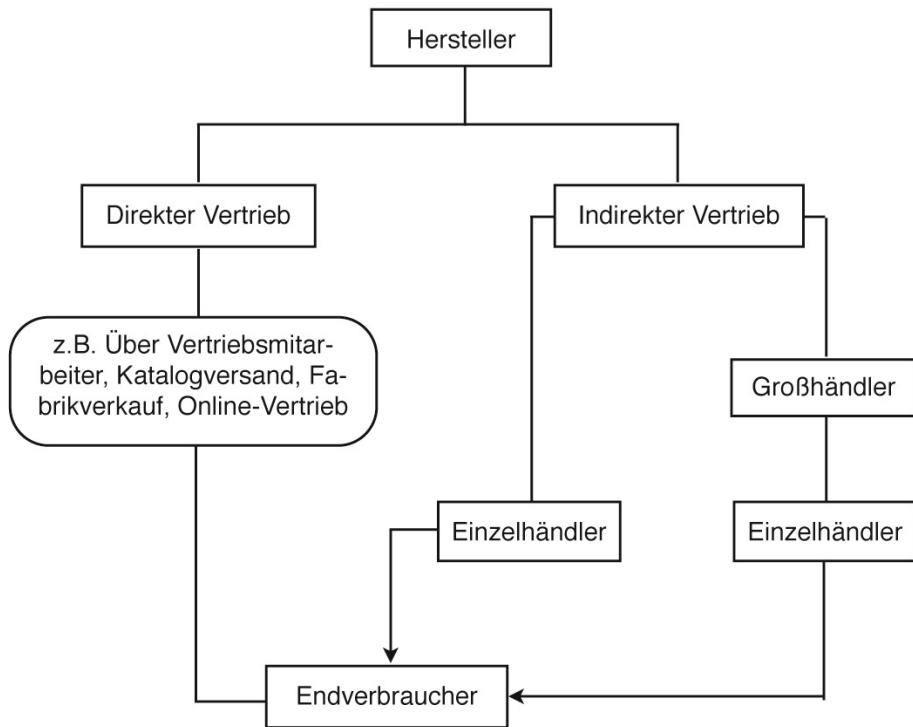 Hersteller
Direkter Vertrieb
Indirekter Vertrieb
z.B. Über Vertriebsmitar-
beiter, Katalogversand, Fa-
brikverkauf, Online-Vertrieb
Großhändler
Einzelhändler
Einzelhändler
Endverbraucher